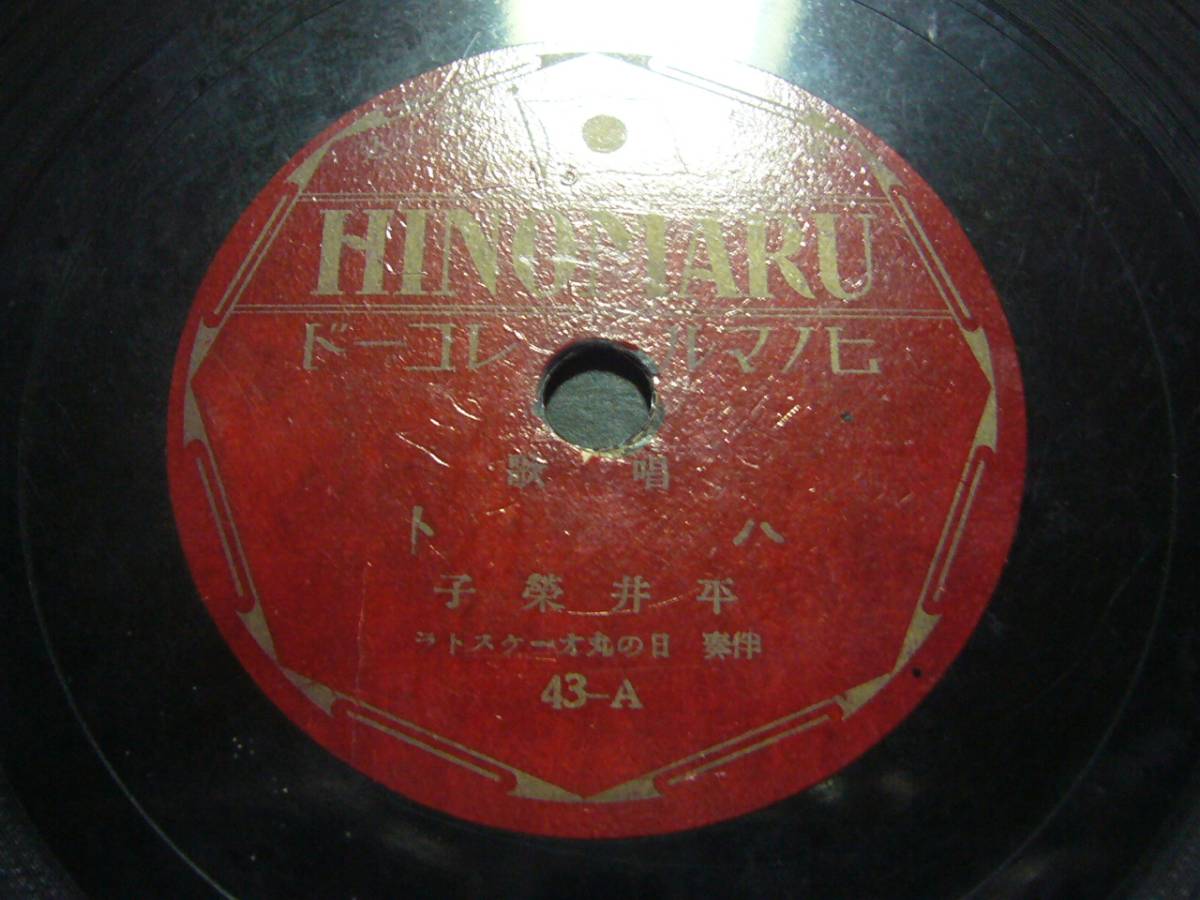 HINOMARU
ヒノマル レコード
唱歌
ハト
平井榮子
伴奏 日の丸オーケストラ
43-A